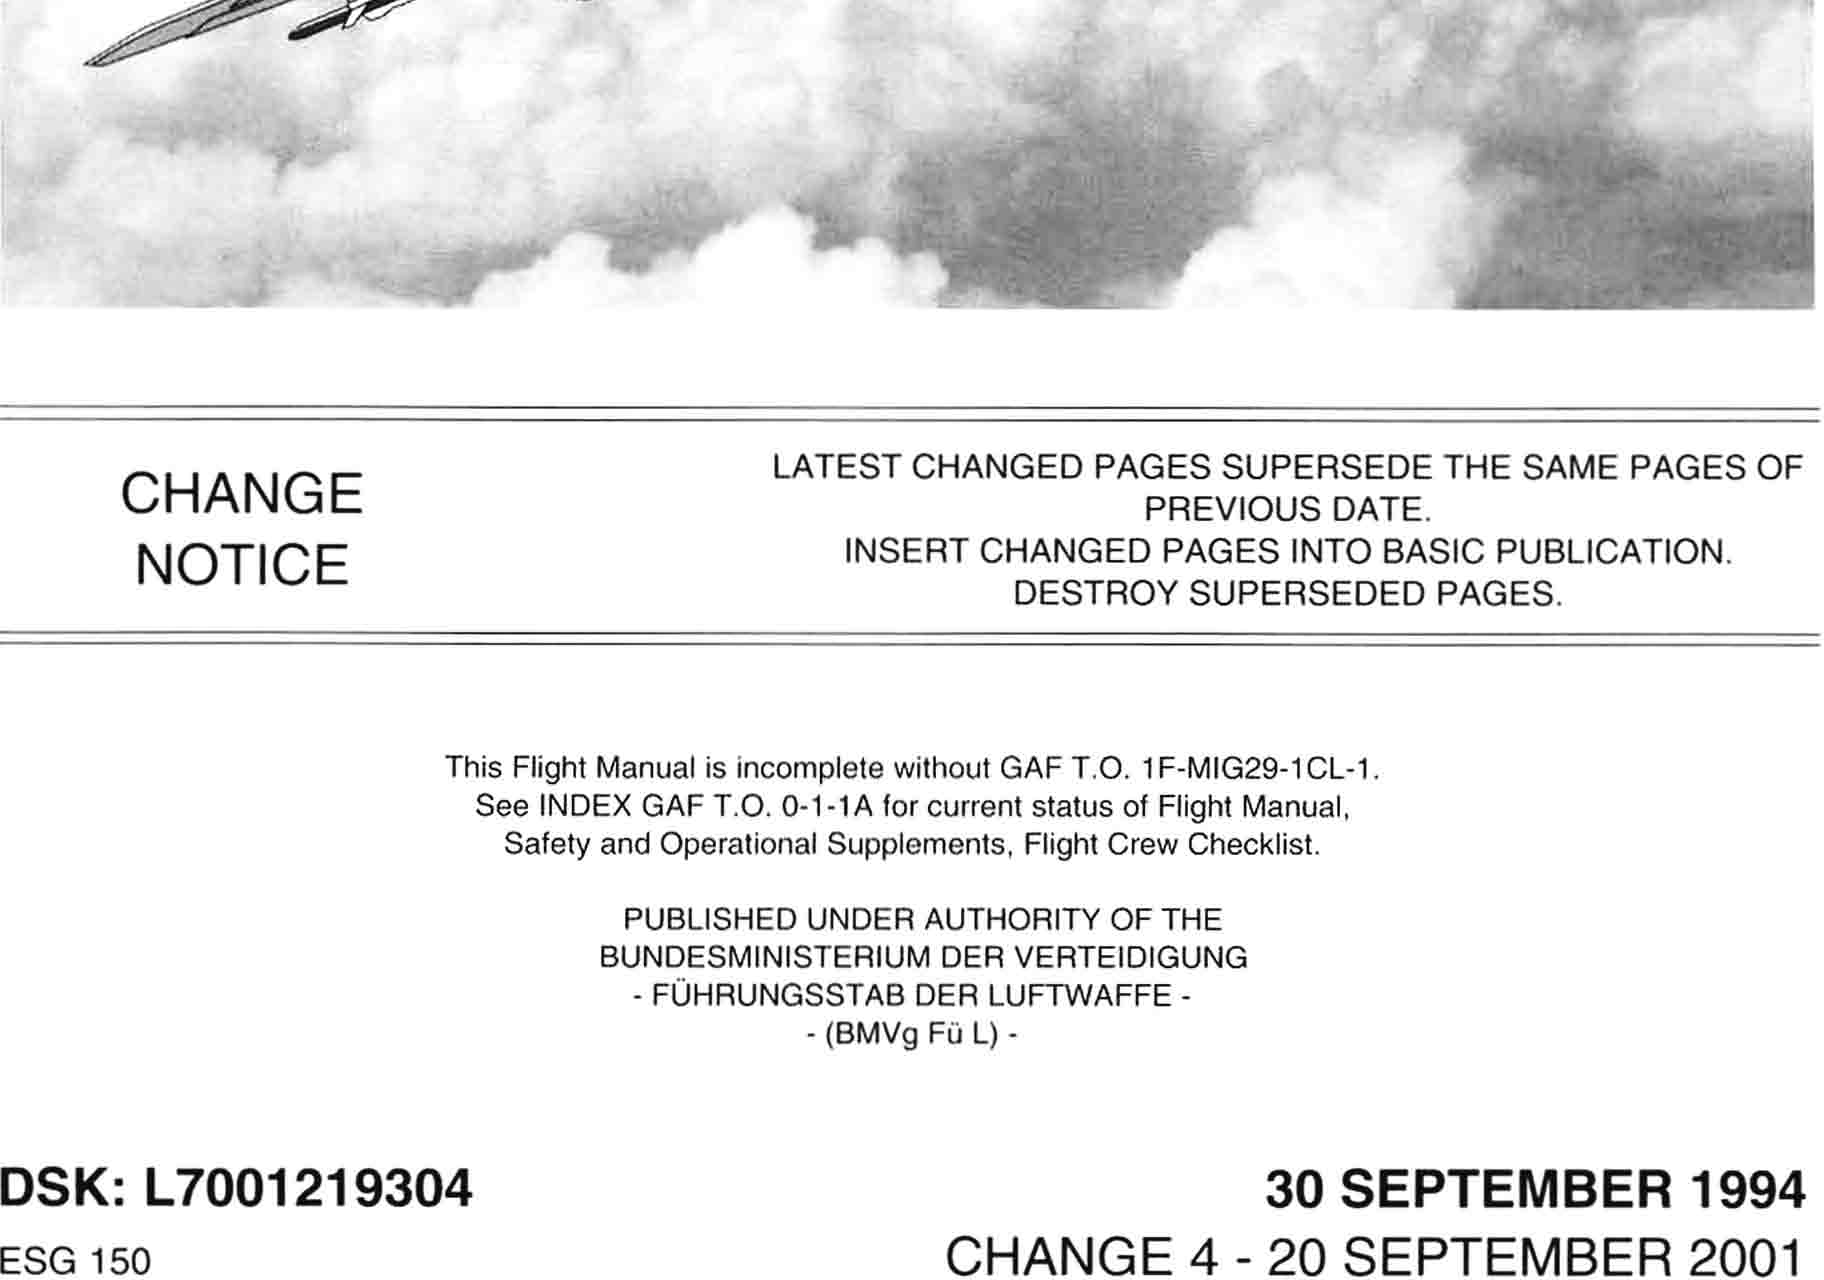 CHANGE
NOTICE
LATEST CHANGED PAGES SUPERSEDE THE SAME PAGES OF
PREVIOUS DATE.
INSERT CHANGED PAGES INTO BASIC PUBLICATION.
DESTROY SUPERSEDED PAGES.
This Flight Manual is incomplete without GAF T.O. 1F-MIG29-1CL-1.
See INDEX GAF T.O. 0-1-1A for current status of Flight Manual,
Safety and Operational Supplements, Flight Crew Checklist.
PUBLISHED UNDER AUTHORITY OF THE
BUNDESMINISTERIUM DER VERTEIDIGUNG
- FÜHRUNGSSTAB DER LUFTWAFFE -
- (BMVg Fü L) -
DSK: L7001219304
30 SEPTEMBER 1994
ESG 150
CHANGE 4 - 20 SEPTEMBER 2001